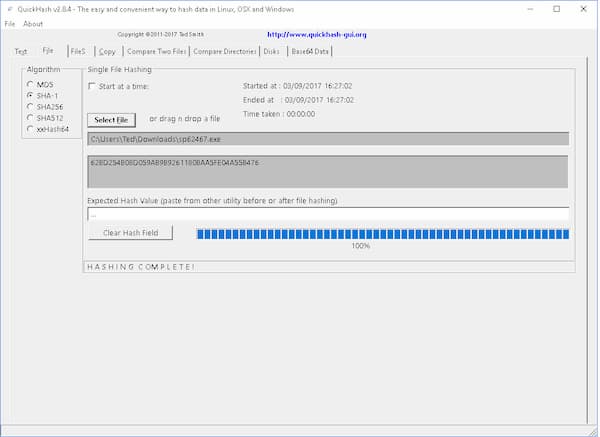 QuickHash v2.8.4 - The easy and convenient way to hash data in Linux, OSX and Windows
File About
Copyright ©2011-2017 Ted Smith http://www.quickhash-gui.org
Text File FileS Copy Compare Two Files Compare Directories Disks Base64 Data
Algorithm
MD5
SHA-1
SHA256
SHA512
xxHash64
Single File Hashing
Start at a time:
Started at : 03/09/2017 16:27:02
Ended at : 03/09/2017 16:27:02
Time taken : 00:00:00
Select File or drag n drop a file
C:\Users\Ted\Downloads\sp62467.exe
Expected Hash Value (paste from other utility before or after file hashing)
...
Clear Hash Field
100%
HASHING COMPLETE!